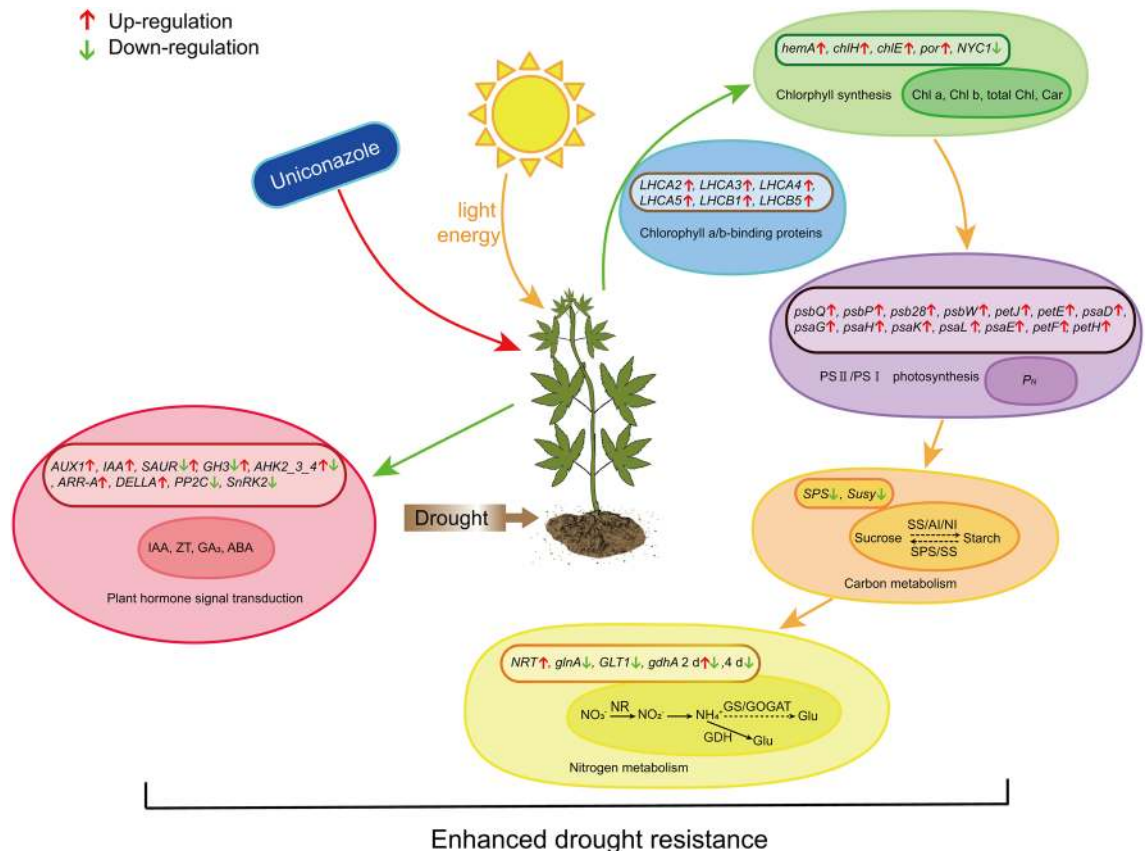 ↑ Up-regulation
↓ Down-regulation
Uniconazole
light
energy
hemA↑, chlH↑, chlE↑, por↑, NYC1↓
Chlorphyll synthesis
Chl a, Chl b, total Chl, Car
LHCA2↑, LHCA3↑, LHCA4↑,
LHCA5↑, LHCB1↑, LHCB5↑
Chlorophyll a/b-binding proteins
psbQ↑, psbP↑, psb28↑, psbW↑, petJ↑, petE↑, psaD↑,
psaG↑, psaH↑, psaK↑, psaL↑, psaE↑, petF↑, petH↑
PSⅡ/PSⅠ photosynthesis
PN
AUX1↑, IAA↑, SAUR↓↑, GH3↓↑, AHK2_3_4↑↓
, ARR-A↑, DELLA↑, PP2C↓, SnRK2↓
IAA, ZT, GA₃, ABA
Plant hormone signal transduction
Drought
SPS↓, Susy↓
SS/AI/NI
Sucrose Starch
SPS/SS
Carbon metabolism
NRT↑, glnA↓, GLT1↓, gdhA 2 d↑↓,4 d↓
NO₃⁻ NR NO₂⁻ NH₄⁺ GS/GOGAT Glu
GDH Glu
Nitrogen metabolism
Enhanced drought resistance